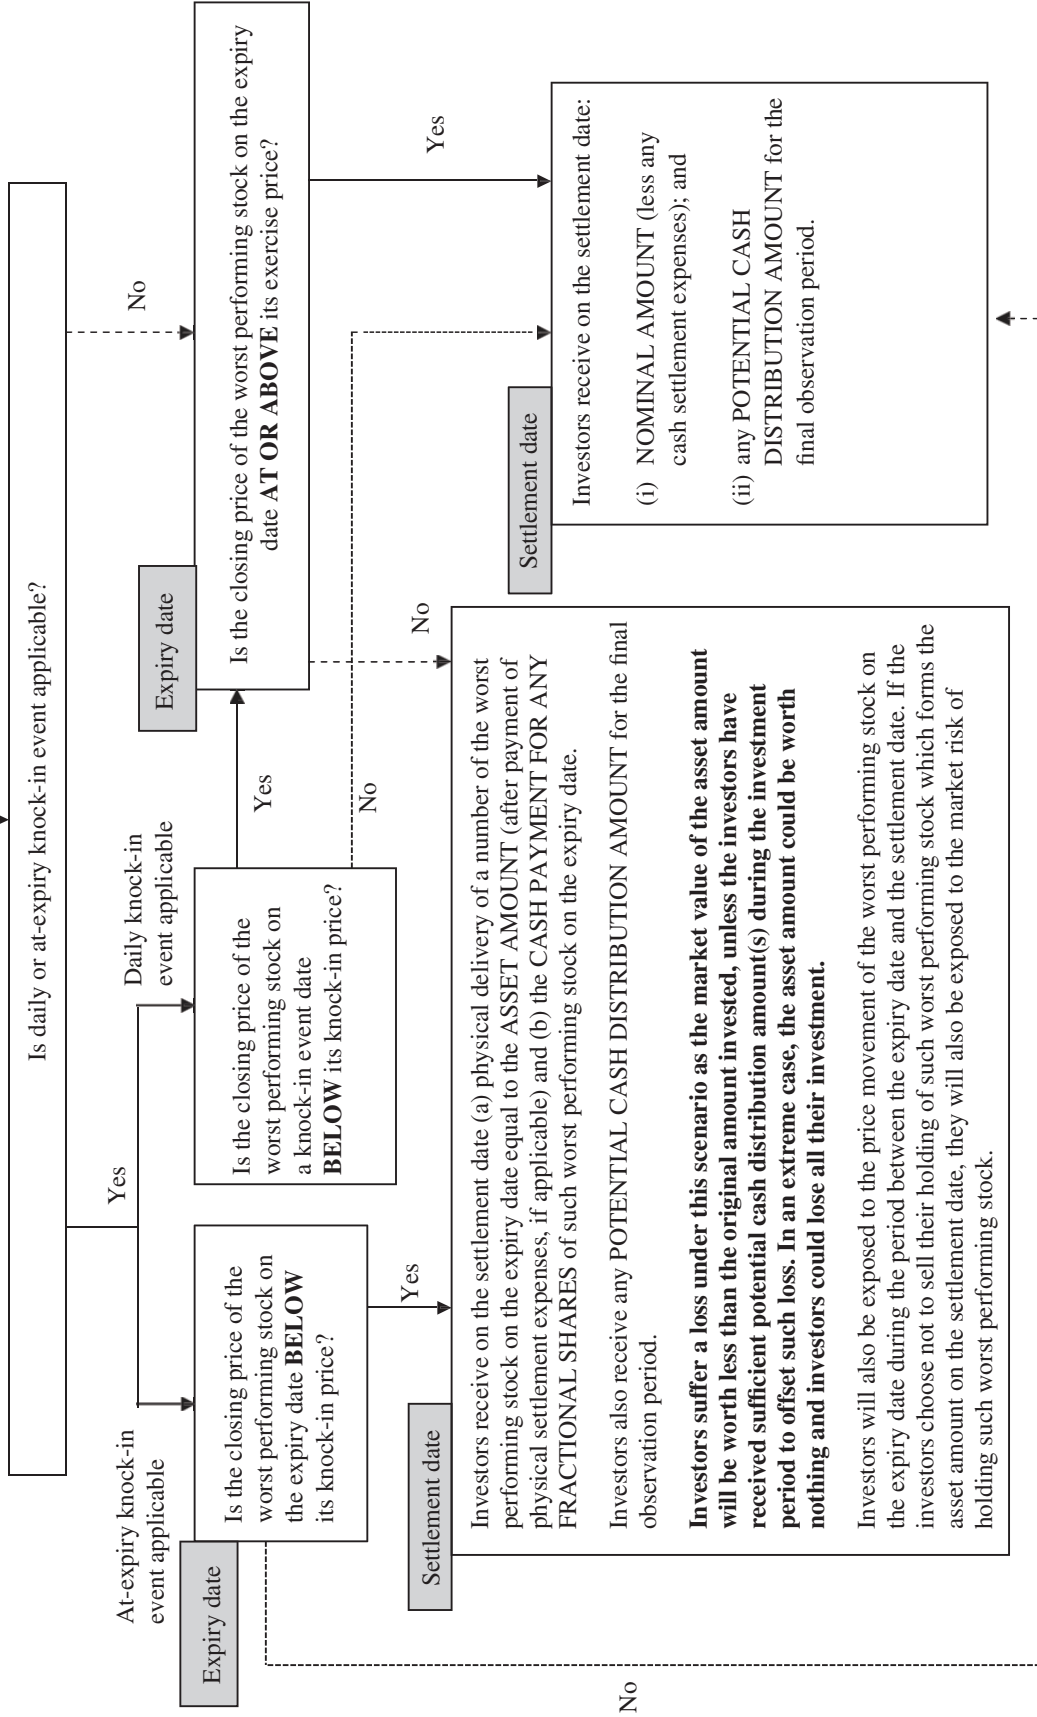 Is daily or at-expiry knock-in event applicable?
Yes
No
At-expiry knock-in
event applicable
Daily knock-in
event applicable
Expiry date
Is the closing price of the
worst performing stock on
the expiry date BELOW
its knock-in price?
Is the closing price of the
worst performing stock on
a knock-in event date
BELOW its knock-in price?
Yes
No
Expiry date
Is the closing price of the worst performing stock on the expiry
date AT OR ABOVE its exercise price?
Yes
No
Yes
No
Settlement date
Investors receive on the settlement date (a) physical delivery of a number of the worst
performing stock on the expiry date equal to the ASSET AMOUNT (after payment of
physical settlement expenses, if applicable) and (b) the CASH PAYMENT FOR ANY
FRACTIONAL SHARES of such worst performing stock on the expiry date.
Investors also receive any POTENTIAL CASH DISTRIBUTION AMOUNT for the final
observation period.
Investors suffer a loss under this scenario as the market value of the asset amount
will be worth less than the original amount invested, unless the investors have
received sufficient potential cash distribution amount(s) during the investment
period to offset such loss. In an extreme case, the asset amount could be worth
nothing and investors could lose all their investment.
Investors will also be exposed to the price movement of the worst performing stock on
the expiry date during the period between the expiry date and the settlement date. If the
investors choose not to sell their holding of such worst performing stock which forms the
asset amount on the settlement date, they will also be exposed to the market risk of
holding such worst performing stock.
Settlement date
Investors receive on the settlement date:
(i) NOMINAL AMOUNT (less any
cash settlement expenses); and
(ii) any POTENTIAL CASH
DISTRIBUTION AMOUNT for the
final observation period.